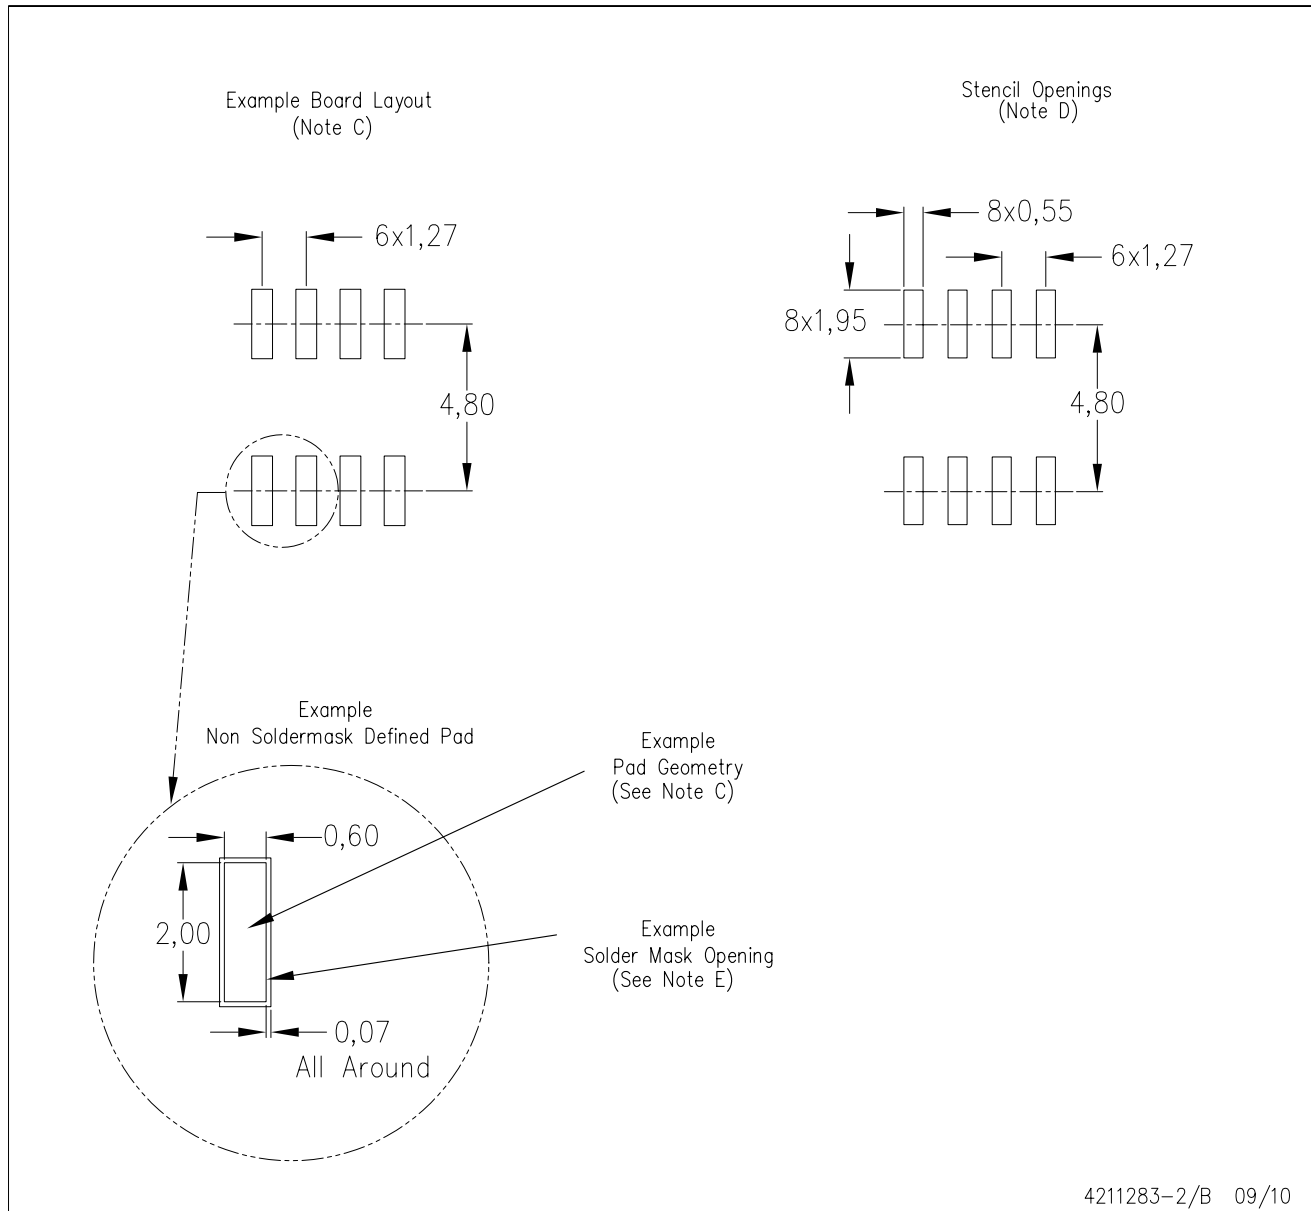 Example Board Layout
(Note C)
6x1,27
4,80
Stencil Openings
(Note D)
8x0,55
6x1,27
8x1,95
4,80
Example
Non Soldermask Defined Pad
Example
Pad Geometry
(See Note C)
0,60
2,00
Example
Solder Mask Opening
(See Note E)
0,07
All Around
4211283-2/B 09/10